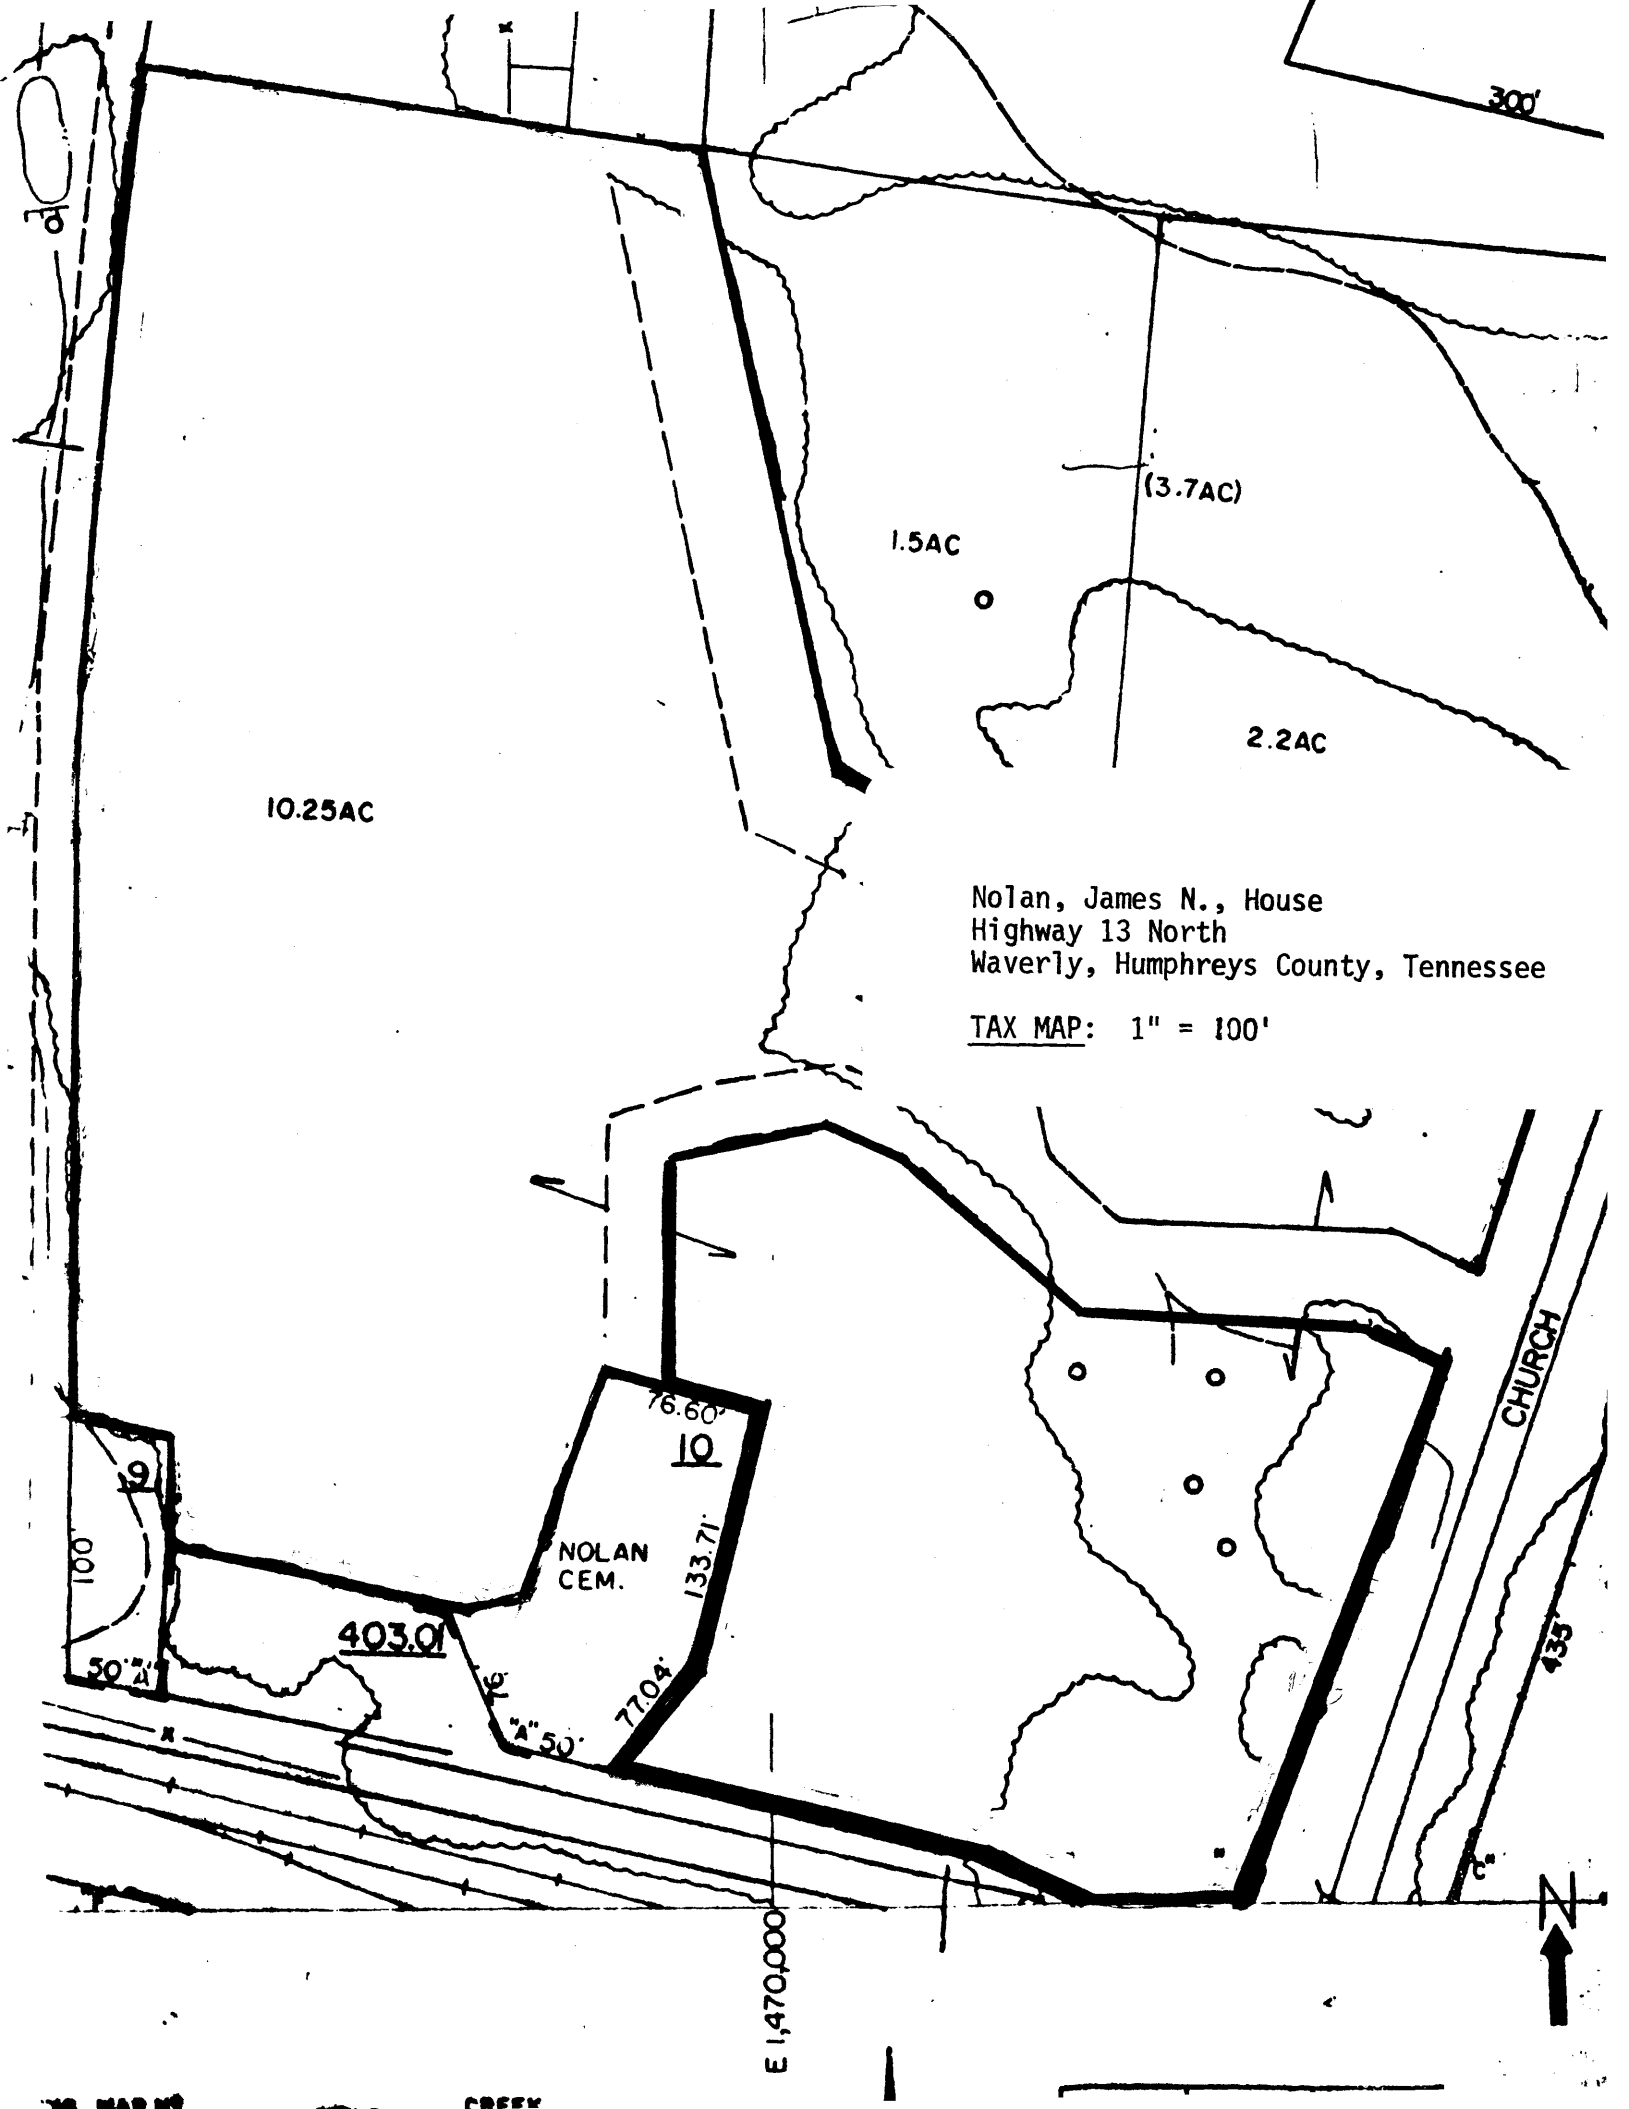 300'
(3.7AC)
1.5AC
2.2AC
10.25AC
Nolan, James N., House
Highway 13 North
Waverly, Humphreys County, Tennessee
TAX MAP: 1" = 100'
CHURCH
76.60'
10
9
100'
NOLAN
CEM.
133.71'
403.01
435'
50' "A"
76'
77.04'
"A" 50'
"C"
N
E 1,470,000
CREEK